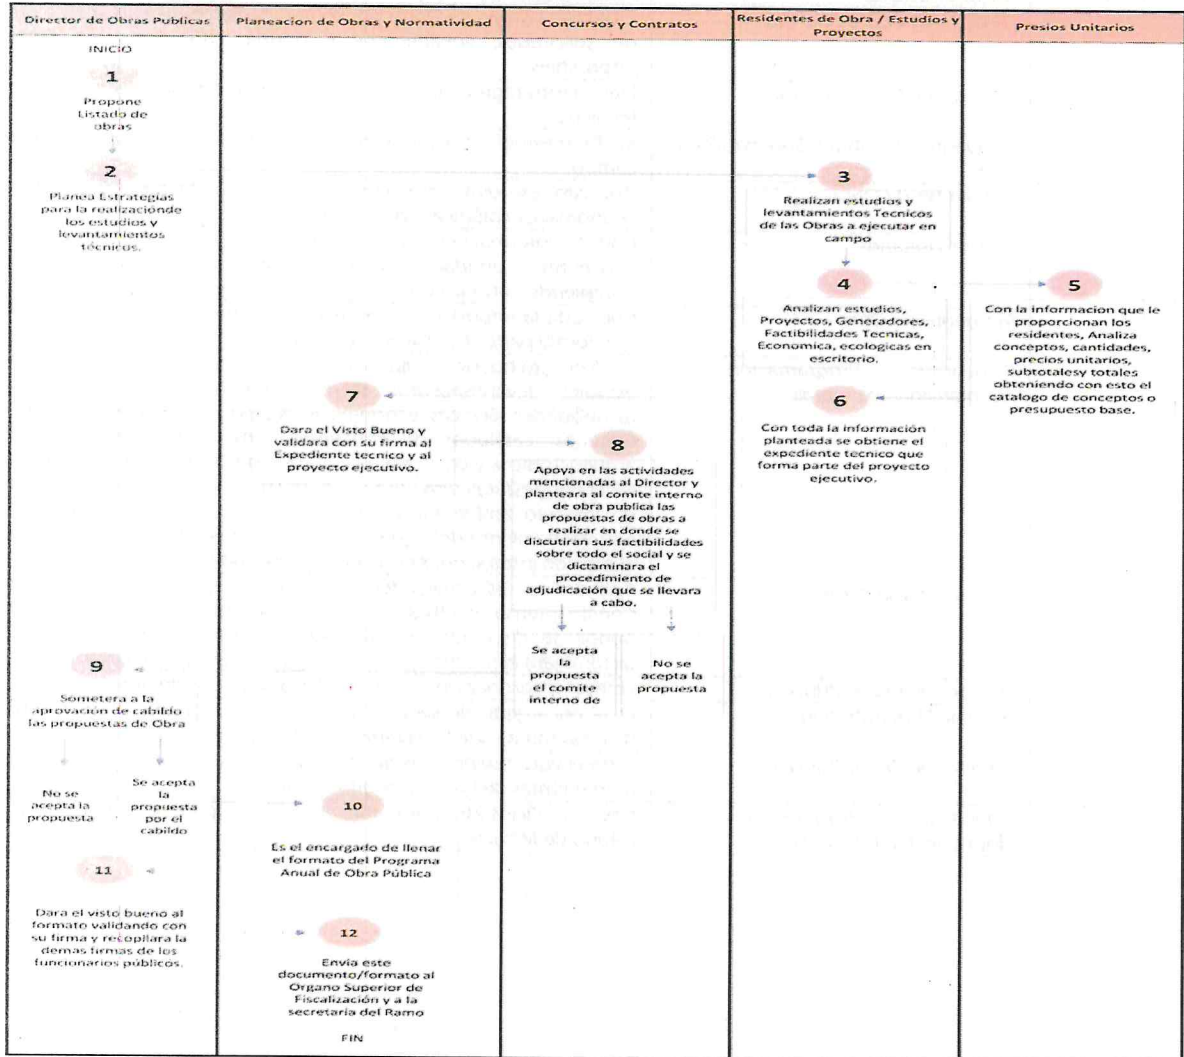 Director de Obras Publicas
Planeacion de Obras y Normatividad
Concursos y Contratos
Residentes de Obra / Estudios y
Proyectos
Presios Unitarios
INICIO
1
Propone
Listado de
obras
2
Planea Estrategias
para la realizaciónde
los estudios y
levantamientos
técnicos.
3
Realizan estudios y
levantamientos Tecnicos
de las Obras a ejecutar en
campo
4
Analizan estudios,
Proyectos, Generadores,
Factibilidades Tecnicas,
Economica, ecologicas en
escritorio.
5
Con la informacion que le
proporcionan los
residentes, Analiza
conceptos, cantidades,
precios unitarios,
subtotalesy totales
obteniendo con esto el
catalogo de conceptos o
presupuesto base.
6
Con toda la información
planteada se obtiene el
expediente tecnico que
forma parte del proyecto
ejecutivo.
7
Dara el Visto Bueno y
validara con su firma al
Expediente tecnico y al
proyecto ejecutivo.
8
Apoya en las actividades
mencionadas al Director y
planteara al comite interno
de obra publica las
propuestas de obras a
realizar en donde se
discutiran sus factibilidades
sobre todo el social y se
dictaminara el
procedimiento de
adjudicación que se llevara
a cabo.
Se acepta
la
propuesta
el comite
interno de
No se
acepta la
propuesta
9
Sometera a la
aprovación de cabildo
las propuestas de Obra
No se
acepta la
propuesta
Se acepta
la
propuesta
por el
cabildo
10
Es el encargado de llenar
el formato del Programa
Anual de Obra Pública
11
Dara el visto bueno al
formato validando con
su firma y recopilara la
demas firmas de los
funcionarios públicos.
12
Envia este
documento/formato al
Organo Superior de
Fiscalización y a la
secretaria del Ramo
FIN